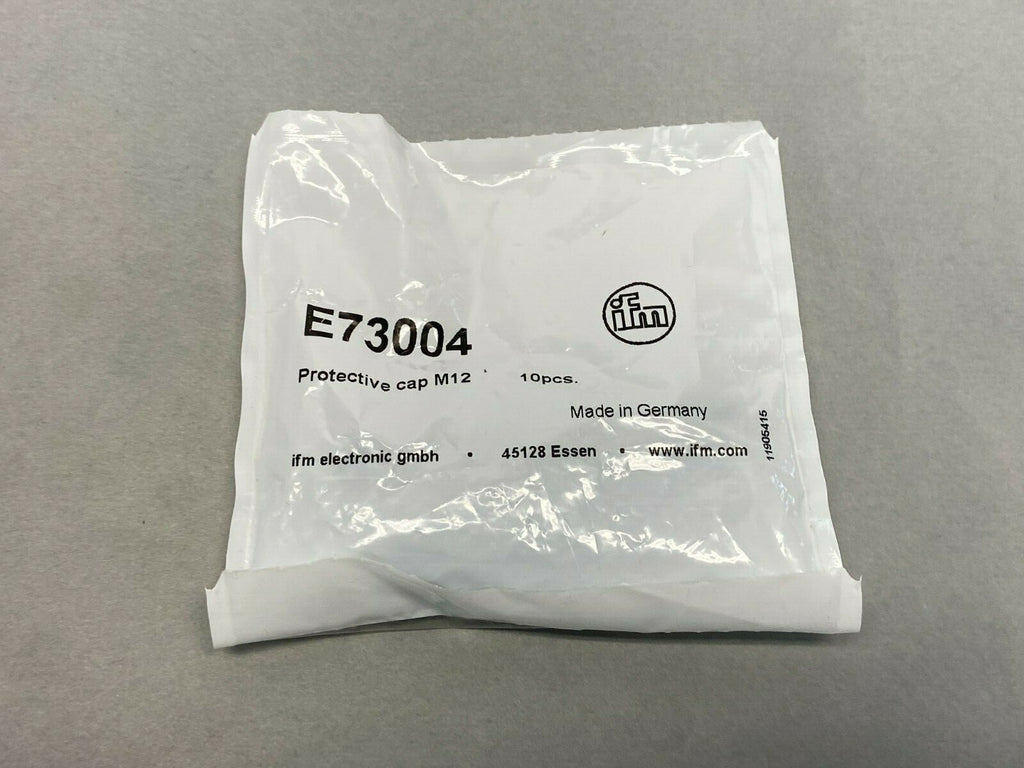 ifm
E73004
Protective cap M12 10pcs.
Made in Germany
ifm electronic gmbh • 45128 Essen • www.ifm.com
11905415